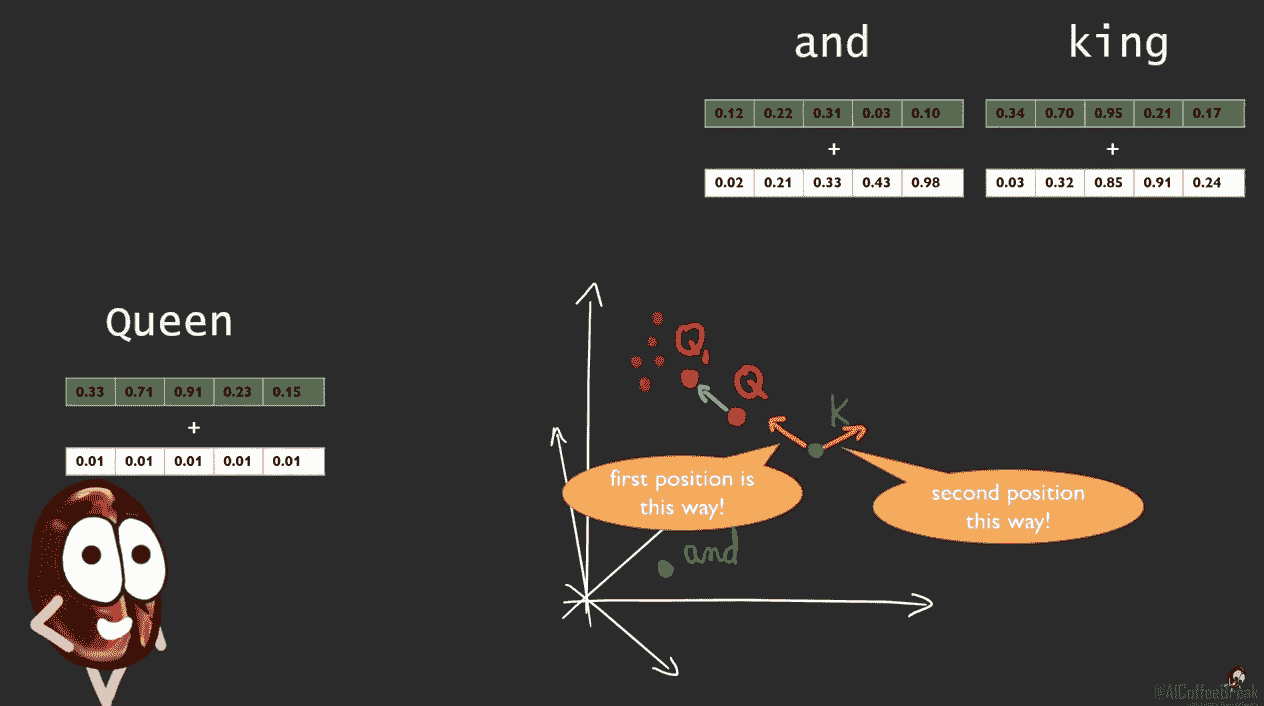 and king
0.12 0.22 0.31 0.03 0.10 0.34 0.70 0.95 0.21 0.17
+ +
0.02 0.21 0.33 0.43 0.98 0.03 0.32 0.85 0.91 0.24
Queen
0.33 0.71 0.91 0.23 0.15
+
0.01 0.01 0.01 0.01 0.01
Q₁
Q
K
first position is
this way!
second position
this way!
and
@AICoffeeBreak